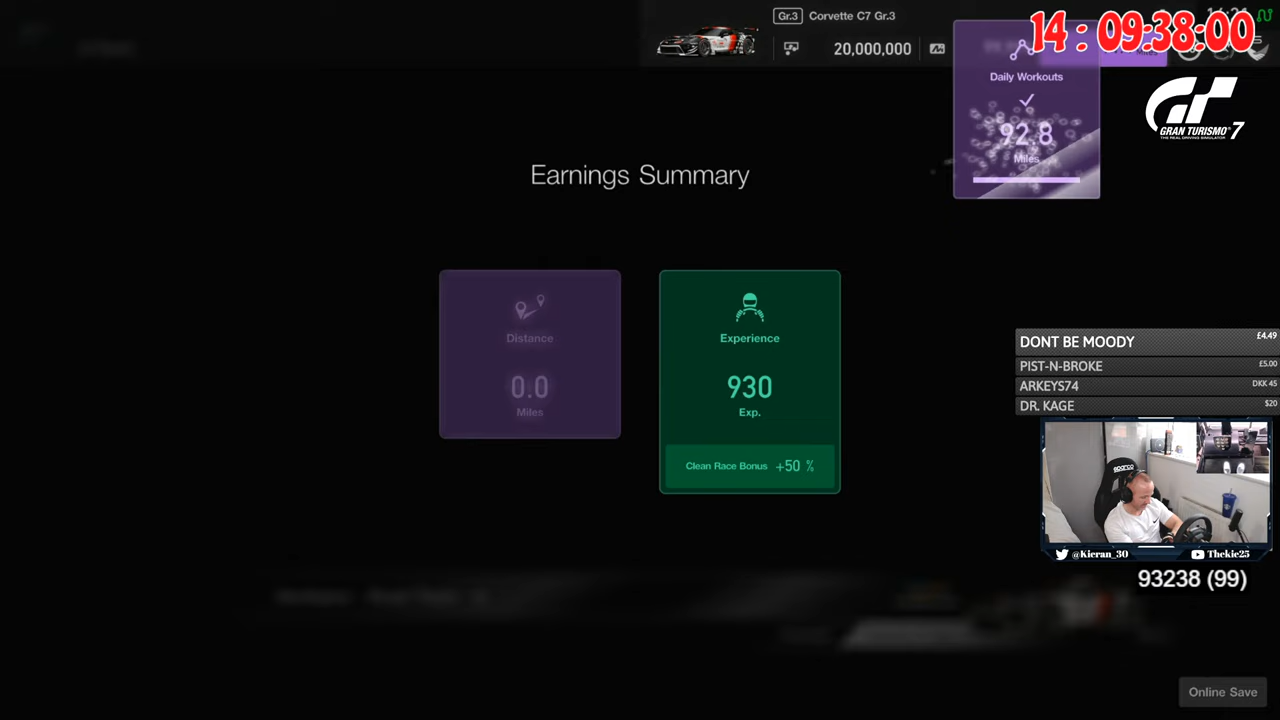 Gr.3 Corvette C7 Gr.3
20,000,000
14 : 09:38:00
Daily Workouts
92.8
Miles
GT
GRAN TURISMO 7
THE REAL DRIVING SIMULATOR
Earnings Summary
Distance
0.0
Miles
Experience
930
Exp.
Clean Race Bonus +50 %
DONT BE MOODY £4.49
PIST-N-BROKE £5.00
ARKEYS74 DKK 45
DR. KAGE $20
sparco
@Kieran_30 Thekie25
93238 (99)
Online Save